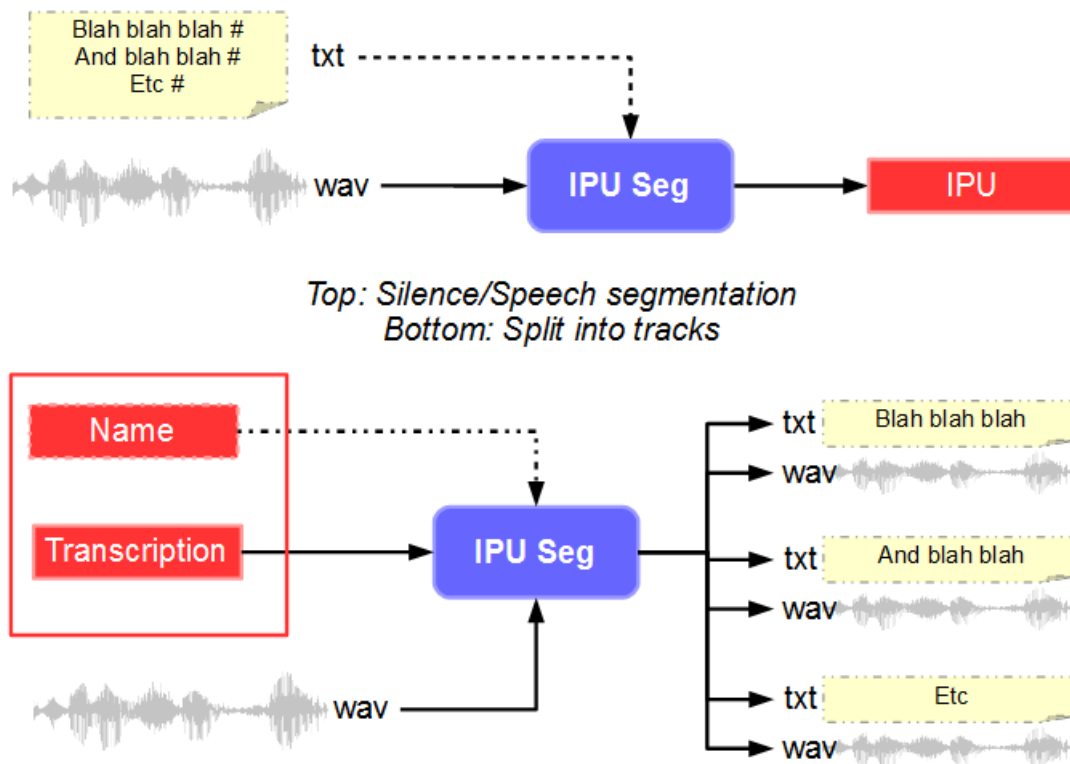 Blah blah blah #
And blah blah #
Etc #
txt
wav
IPU Seg
IPU
Top: Silence/Speech segmentation
Bottom: Split into tracks
Name
Transcription
wav
IPU Seg
txt
Blah blah blah
wav
txt
And blah blah
wav
txt
Etc
wav